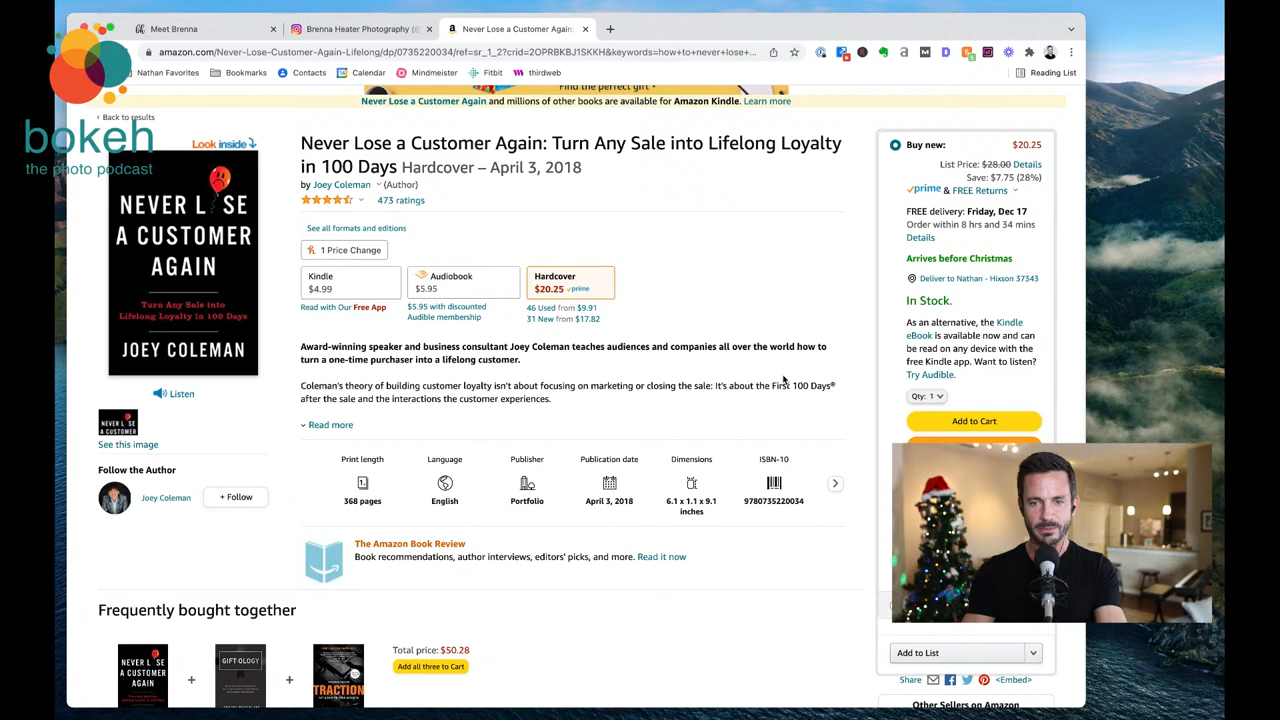 Meet Brenna
Brenna Heater Photography (
Never Lose a Customer Again:
amazon.com/Never-Lose-Customer-Again-Lifelong/dp/0735220034/ref=sr_1_2?crid=2OPRBKBJ1SKKH&keywords=how+to+never+lose+...
Nathan Favorites
Bookmarks
Contacts
Calendar
Mindmeister
Fitbit
thirdweb
Reading List
bokeh
the photo podcast
Find the perfect gift
Never Lose a Customer Again and millions of other books are available for Amazon Kindle. Learn more
‹ Back to results
Look inside
NEVER L SE
A CUSTOMER
AGAIN
Turn Any Sale into
Lifelong Loyalty in 100 Days
JOEY COLEMAN
Listen
NEVER L SE
A CUSTOMER
See this image
Follow the Author
Joey Coleman
+ Follow
Never Lose a Customer Again: Turn Any Sale into Lifelong Loyalty
in 100 Days Hardcover – April 3, 2018
by Joey Coleman (Author)
473 ratings
See all formats and editions
1 Price Change
Kindle
$4.99
Read with Our Free App
Audiobook
$5.95
$5.95 with discounted
Audible membership
Hardcover
$20.25 prime
46 Used from $9.91
31 New from $17.82
Award-winning speaker and business consultant Joey Coleman teaches audiences and companies all over the world how to
turn a one-time purchaser into a lifelong customer.
Coleman's theory of building customer loyalty isn't about focusing on marketing or closing the sale: It's about the First 100 Days®
after the sale and the interactions the customer experiences.
Read more
Print length
368 pages
Language
English
Publisher
Portfolio
Publication date
April 3, 2018
Dimensions
6.1 x 1.1 x 9.1
inches
ISBN-10
9780735220034
The Amazon Book Review
Book recommendations, author interviews, editors' picks, and more. Read it now
Frequently bought together
NEVER L SE
A CUSTOMER
AGAIN
+
GIFT·OLOGY
+
TRACTION
Total price: $50.28
Add all three to Cart
Buy new:
$20.25
List Price: $28.00 Details
Save: $7.75 (28%)
prime & FREE Returns
FREE delivery: Friday, Dec 17
Order within 8 hrs and 34 mins
Details
Arrives before Christmas
Deliver to Nathan - Hixson 37343
In Stock.
As an alternative, the Kindle
eBook is available now and can
be read on any device with the
free Kindle app. Want to listen?
Try Audible.
Qty: 1
Add to Cart
Add to List
Share
<Embed>
Other Sellers on Amazon